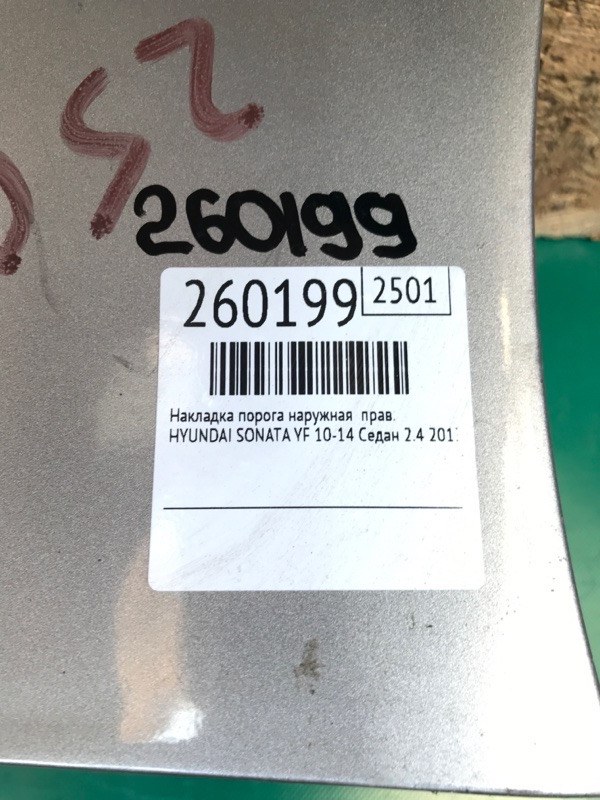 260199
260199 2501
Накладка порога наружная прав.
HYUNDAI SONATA YF 10-14 Седан 2.4